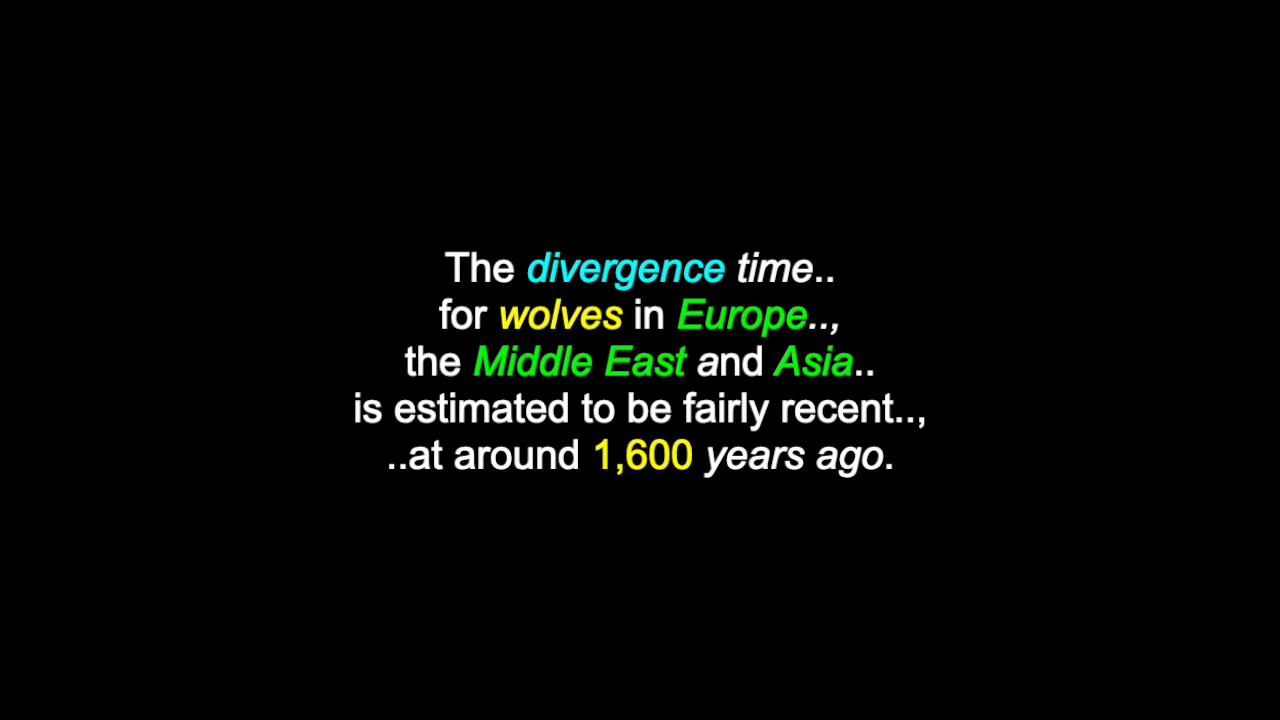 The divergence time..
for wolves in Europe..,
the Middle East and Asia..
is estimated to be fairly recent..,
..at around 1,600 years ago.